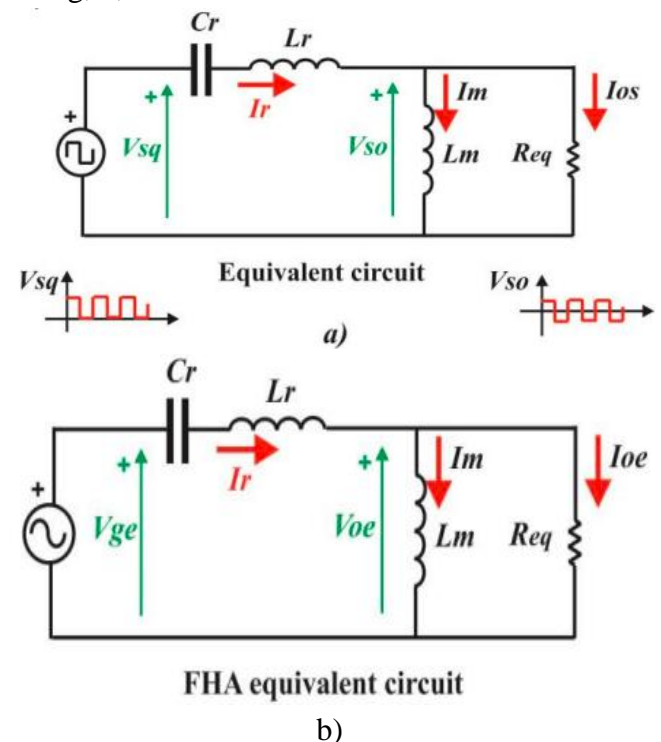 Cr
Lr
Ir
Im
Ios
+
Vsq
+
Vso
+
Lm
Req
Equivalent circuit
Vsq
Vso
a)
Cr
Lr
Ir
Im
Ioe
+
Vge
+
Voe
+
Lm
Req
FHA equivalent circuit
b)